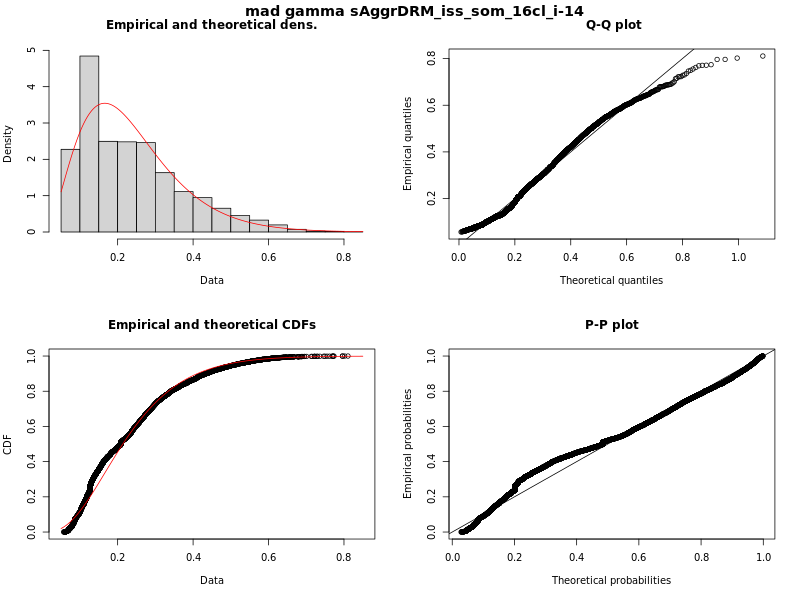 mad gamma sAggrDRM_iss_som_16cl_i-14
Empirical and theoretical dens.
Density
0 1 2 3 4 5
0.2 0.4 0.6 0.8
Data
Q-Q plot
Empirical quantiles
0.2 0.4 0.6 0.8
0.0 0.2 0.4 0.6 0.8 1.0
Theoretical quantiles
Empirical and theoretical CDFs
CDF
0.0 0.2 0.4 0.6 0.8 1.0
0.2 0.4 0.6 0.8
Data
P-P plot
Empirical probabilities
0.0 0.2 0.4 0.6 0.8 1.0
0.0 0.2 0.4 0.6 0.8 1.0
Theoretical probabilities